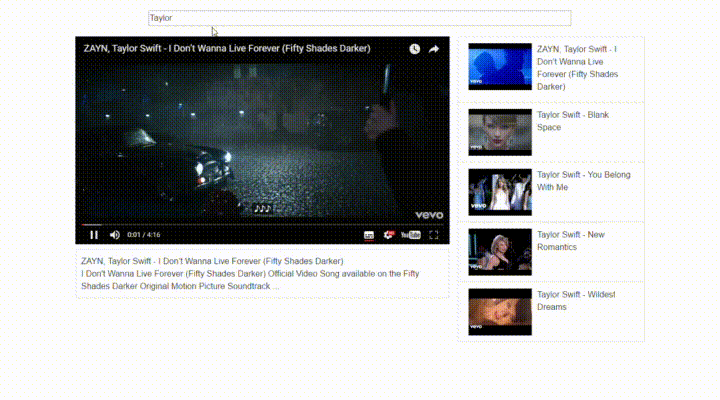 Taylor
ZAYN, Taylor Swift - I Don't Wanna Live Forever (Fifty Shades Darker)
vevo
0:01 / 4:16
YouTube
ZAYN, Taylor Swift - I Don't Wanna Live Forever (Fifty Shades Darker)
I Don't Wanna Live Forever (Fifty Shades Darker) Official Video Song available on the Fifty
Shades Darker Original Motion Picture Soundtrack ...
vevo
ZAYN, Taylor Swift - I
Don't Wanna Live
Forever (Fifty Shades
Darker)
vevo
Taylor Swift - Blank
Space
vevo
Taylor Swift - You Belong
With Me
vevo
Taylor Swift - New
Romantics
vevo
Taylor Swift - Wildest
Dreams